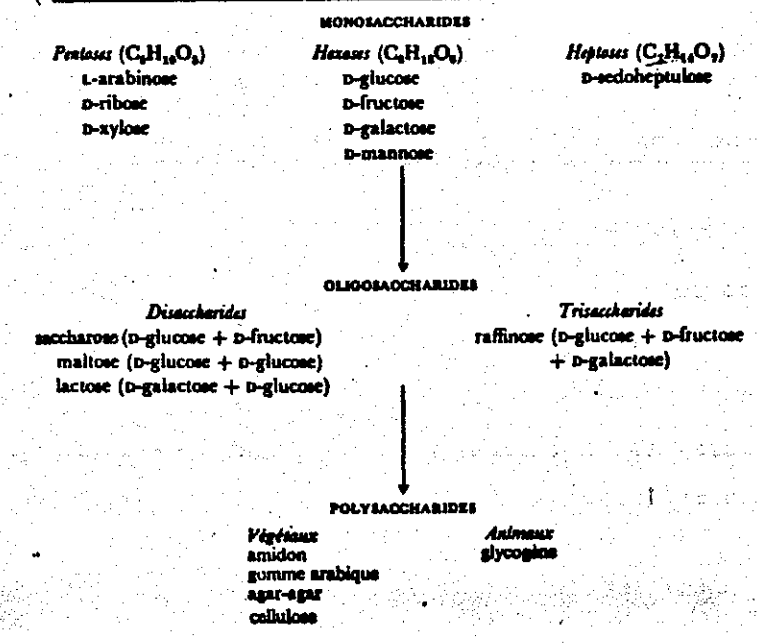 MONOSACCHARIDES
Pentoses (C₅H₁₀O₅)
L-arabinose
D-ribose
D-xylose
Hexoses (C₆H₁₂O₆)
D-glucose
D-fructose
D-galactose
D-mannose
Heptoses (C₇H₁₄O₇)
D-sedoheptulose
OLIGOSACCHARIDES
Disaccharides
saccharose (D-glucose + D-fructose)
maltose (D-glucose + D-glucose)
lactose (D-galactose + D-glucose)
Trisaccharides
raffinose (D-glucose + D-fructose
+ D-galactose)
POLYSACCHARIDES
Végétaux
amidon
gomme arabique
agar-agar
cellulose
Animaux
glycogène